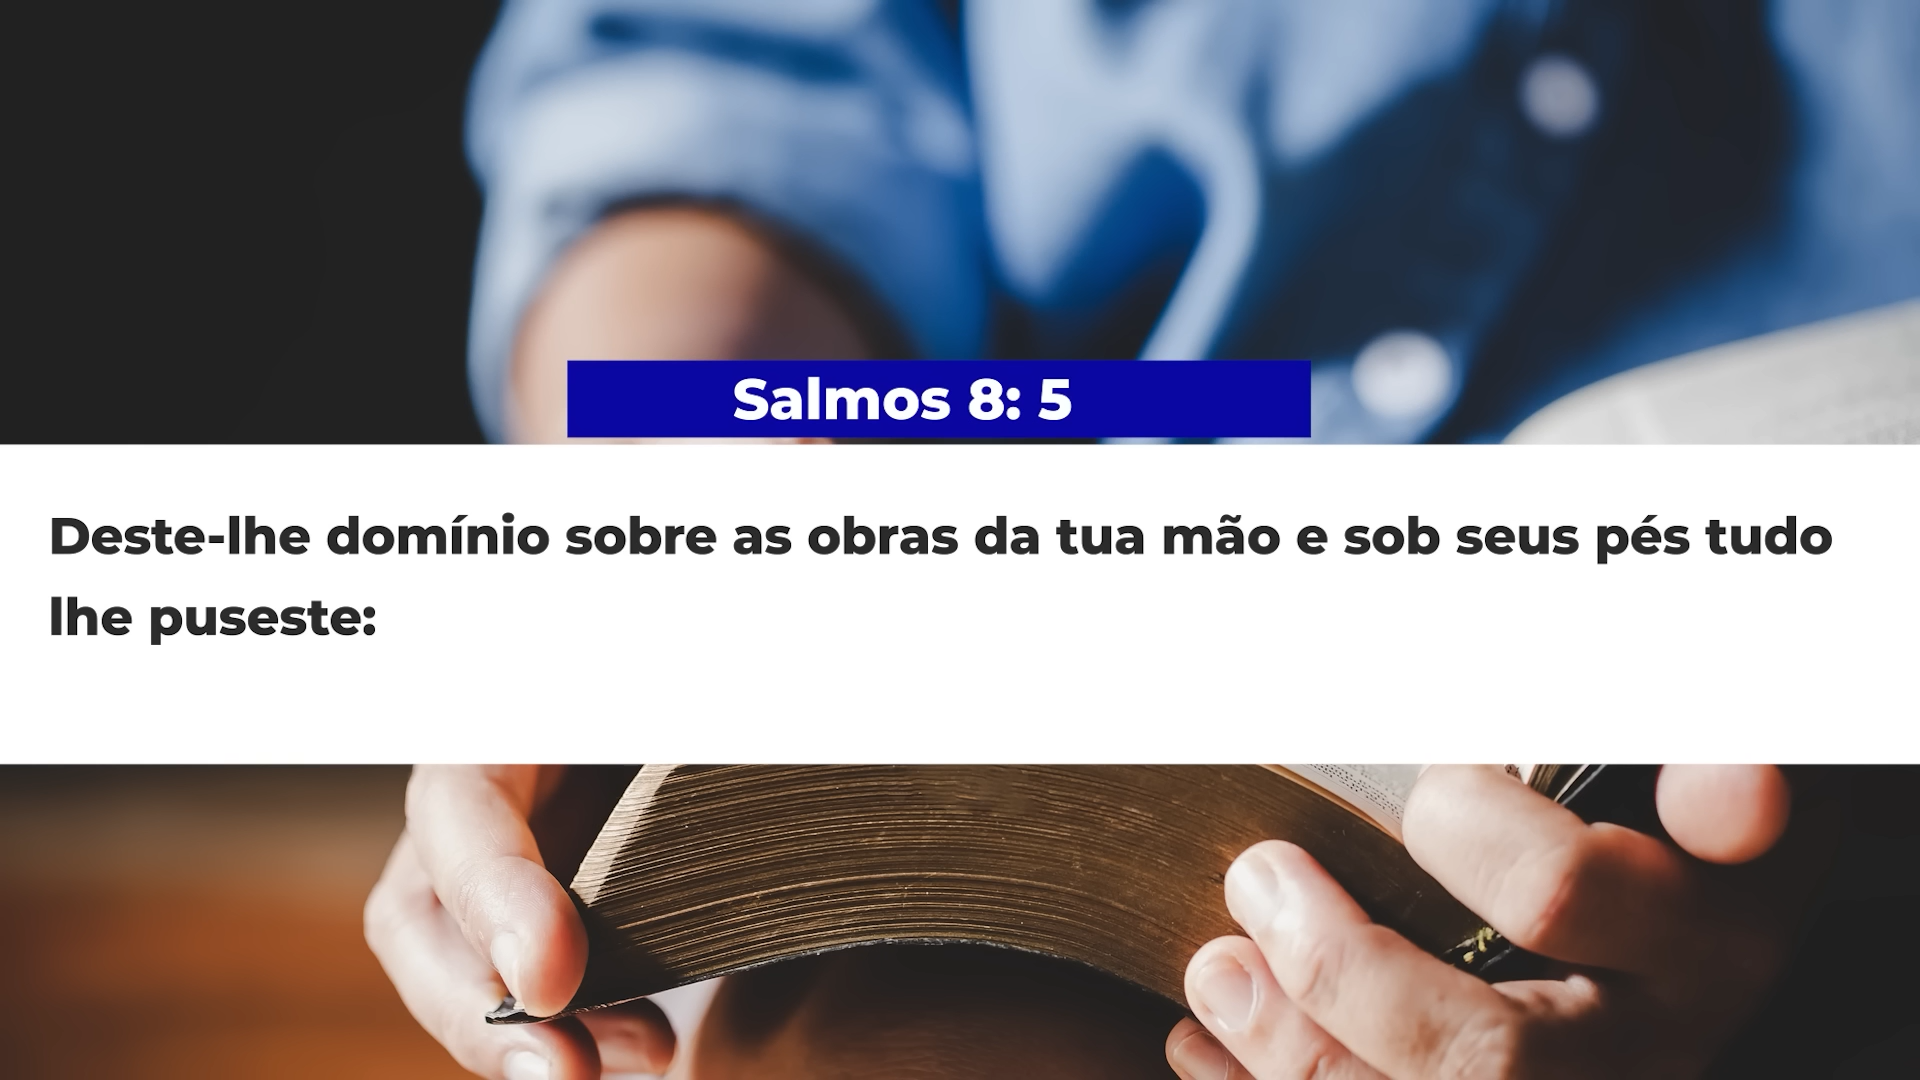 Salmos 8: 5
Deste-lhe domínio sobre as obras da tua mão e sob seus pés tudo
lhe puseste: